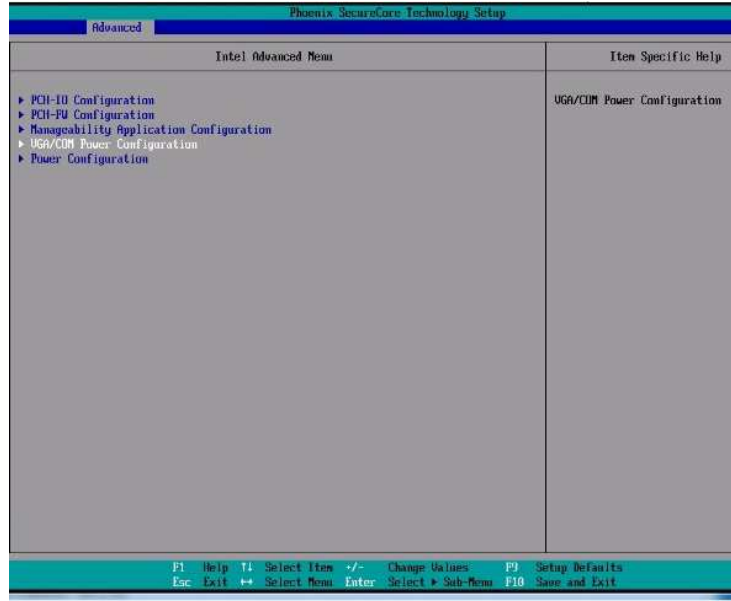 Phoenix SecureCore Technology Setup
Advanced
Intel Advanced Menu
Item Specific Help
▶ PCH-IO Configuration
▶ PCH-FW Configuration
▶ Manageability Application Configuration
▶ VGA/COM Power Configuration
▶ Power Configuration
VGA/COM Power Configuration
F1 Help ↑↓ Select Item +/- Change Values F9 Setup Defaults
Esc Exit ↔ Select Menu Enter Select ▶ Sub-Menu F10 Save and Exit